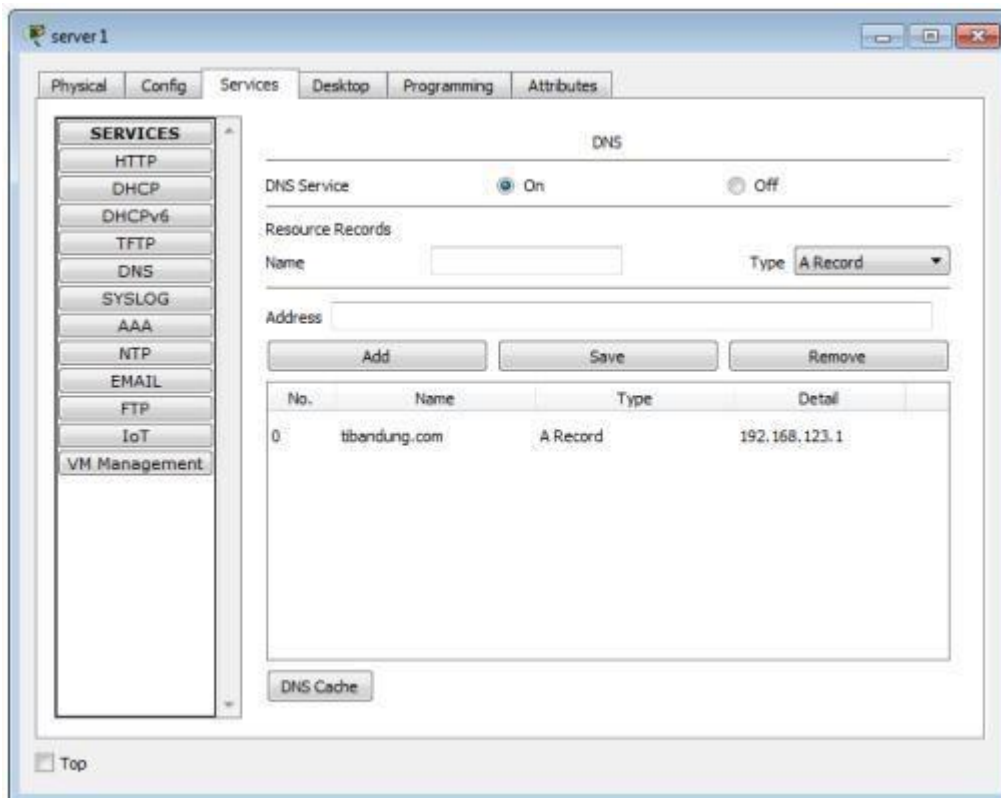 server1
Physical Config Services Desktop Programming Attributes
SERVICES
HTTP
DHCP
DHCPv6
TFTP
DNS
SYSLOG
AAA
NTP
EMAIL
FTP
IoT
VM Management
DNS
DNS Service On Off
Resource Records
Name Type A Record
Address
Add Save Remove
No. Name Type Detail
0 tibandung.com A Record 192.168.123.1
DNS Cache
Top